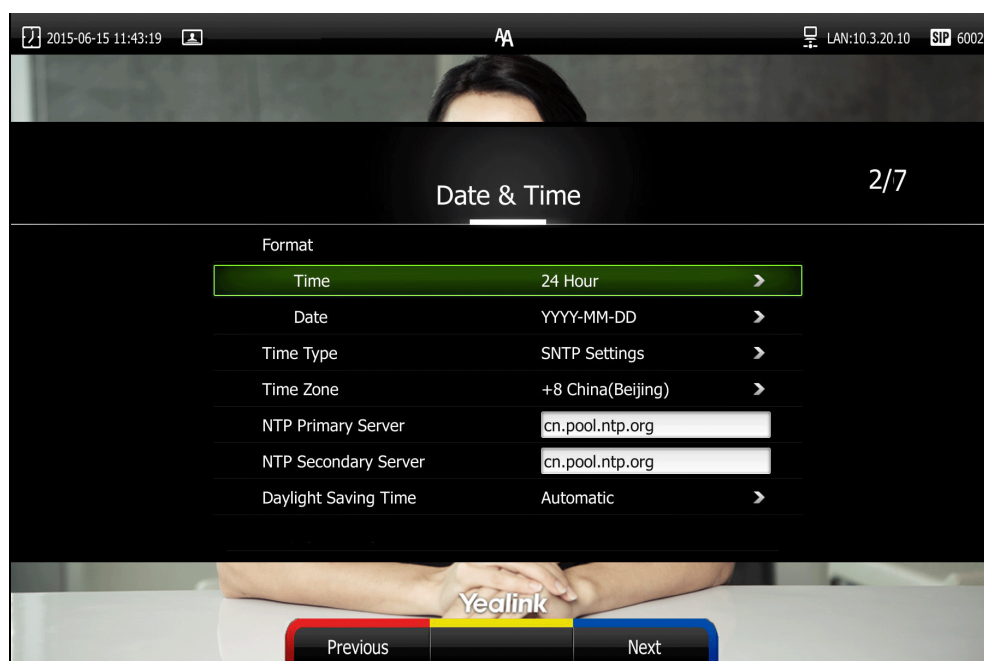 2015-06-15 11:43:19 AA LAN:10.3.20.10 SIP 6002
Date & Time
2/7
Format
Time 24 Hour
Date YYYY-MM-DD
Time Type SNTP Settings
Time Zone +8 China(Beijing)
NTP Primary Server cn.pool.ntp.org
NTP Secondary Server cn.pool.ntp.org
Daylight Saving Time Automatic
Yealink
Previous Next